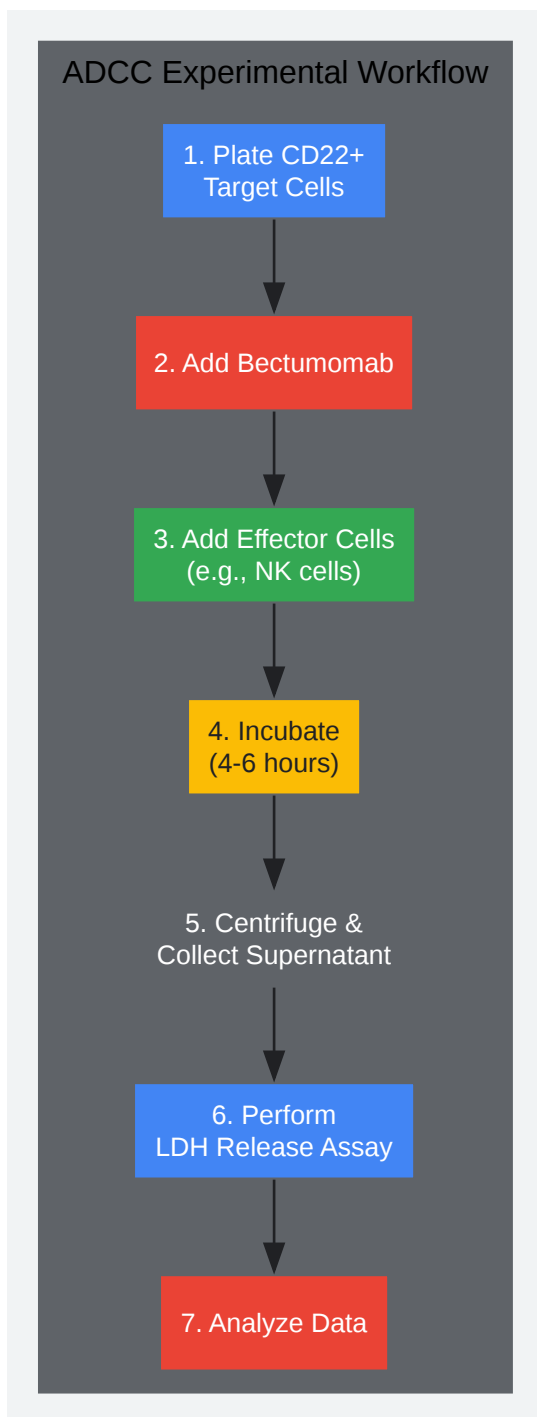 ADCC Experimental Workflow
1. Plate CD22+
Target Cells
2. Add Bectumomab
3. Add Effector Cells
(e.g., NK cells)
4. Incubate
(4-6 hours)
5. Centrifuge &
Collect Supernatant
6. Perform
LDH Release Assay
7. Analyze Data